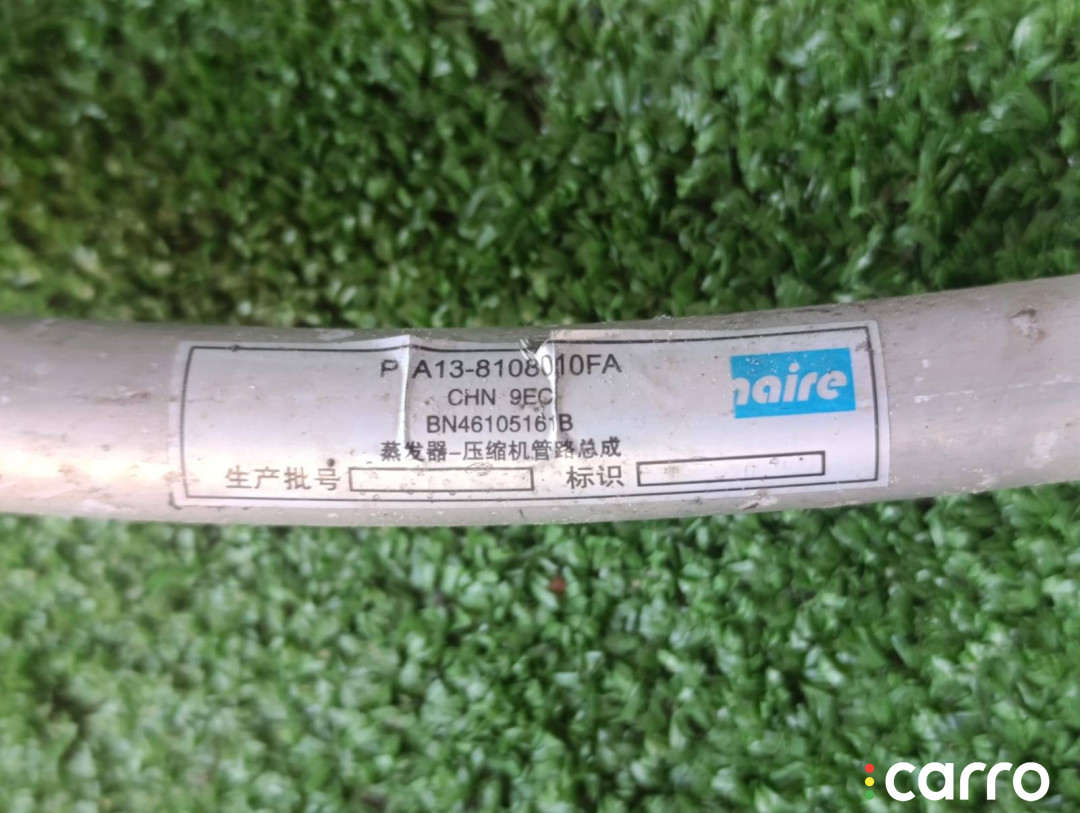 P A13-8108010FA
CHN 9EC
BN46105161B
蒸发器-压缩机管路总成
生产批号
标识
naire
carro